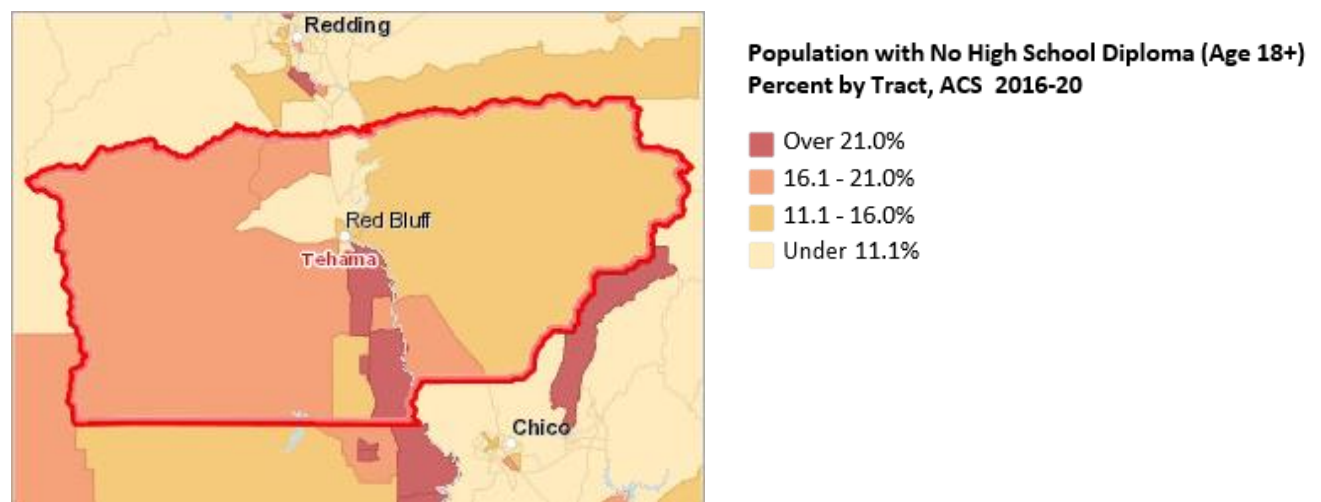 Redding
Red Bluff
Tehama
Chico
Population with No High School Diploma (Age 18+)
Percent by Tract, ACS  2016-20
Over 21.0%
16.1 - 21.0%
11.1 - 16.0%
Under 11.1%